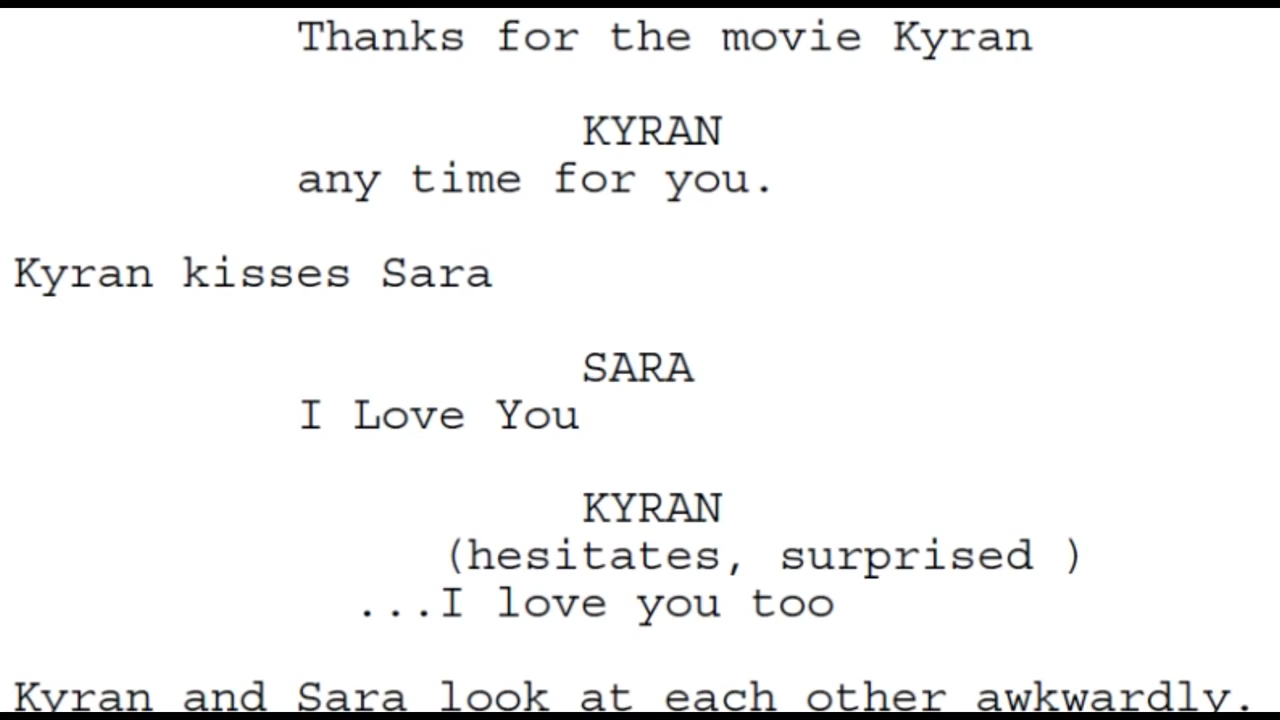 Thanks for the movie Kyran
KYRAN
any time for you.
Kyran kisses Sara
SARA
I Love You
KYRAN
(hesitates, surprised )
...I love you too
Kyran and Sara look at each other awkwardly.